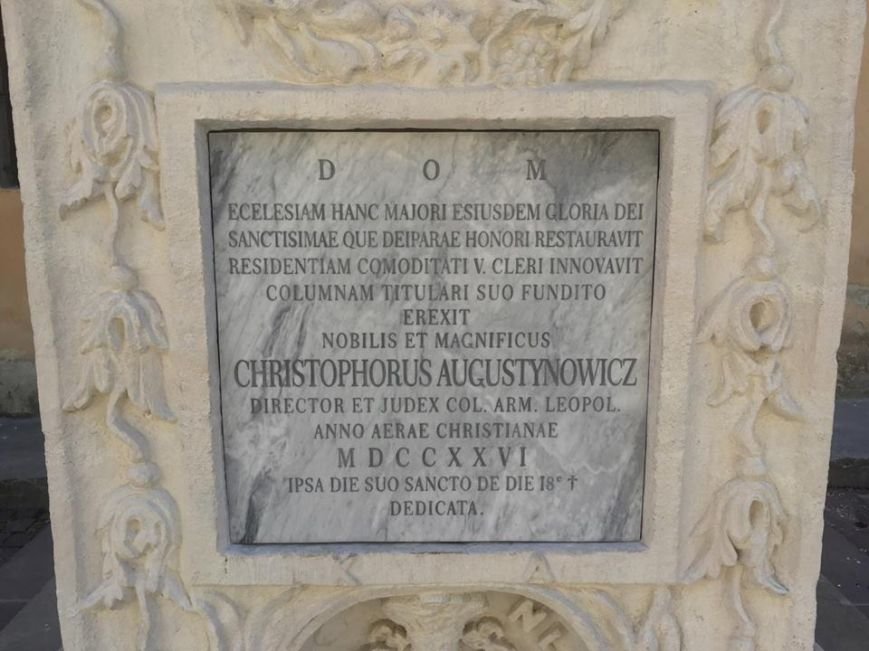 D O M
ECELESIAM HANC MAJORI ESIUSDEM GLORIA DEI
SANCTISIMAE QUE DEIPARAE HONORI RESTAURAVIT
RESIDENTIAM COMODITATI V. CLERI INNOVAVIT
COLUMNAM TITULARI SUO FUNDITO
EREXIT
NOBILIS ET MAGNIFICUS
CHRISTOPHORUS AUGUSTYNOWICZ
DIRECTOR ET JUDEX COL. ARM. LEOPOL.
ANNO AERAE CHRISTIANAE
MDCCXXVI
IPSA DIE SUO SANCTO DE DIE 18º †
DEDICATA.